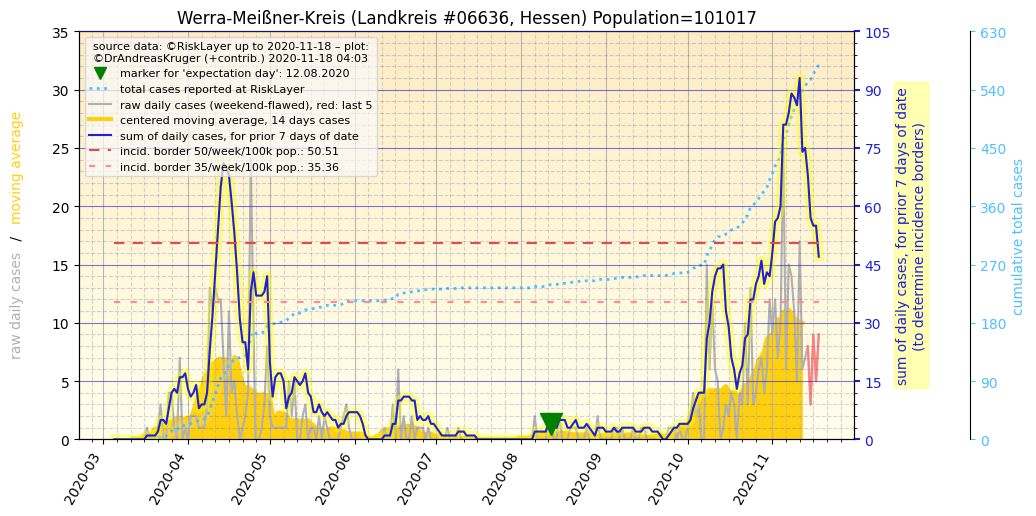 Werra-Meißner-Kreis (Landkreis #06636, Hessen) Population=101017
source data: ©RiskLayer up to 2020-11-18 – plot:
©DrAndreasKruger (+contrib.) 2020-11-18 04:03
marker for 'expectation day': 12.08.2020
total cases reported at RiskLayer
raw daily cases (weekend-flawed), red: last 5
centered moving average, 14 days cases
sum of daily cases, for prior 7 days of date
incid. border 50/week/100k pop.: 50.51
incid. border 35/week/100k pop.: 35.36
raw daily cases / moving average
35
30
25
20
15
10
5
0
2020-03
2020-04
2020-05
2020-06
2020-07
2020-08
2020-09
2020-10
2020-11
105
90
75
60
45
30
15
0
sum of daily cases, for prior 7 days of date
(to determine incidence borders)
630
540
450
360
270
180
90
0
cumulative total cases